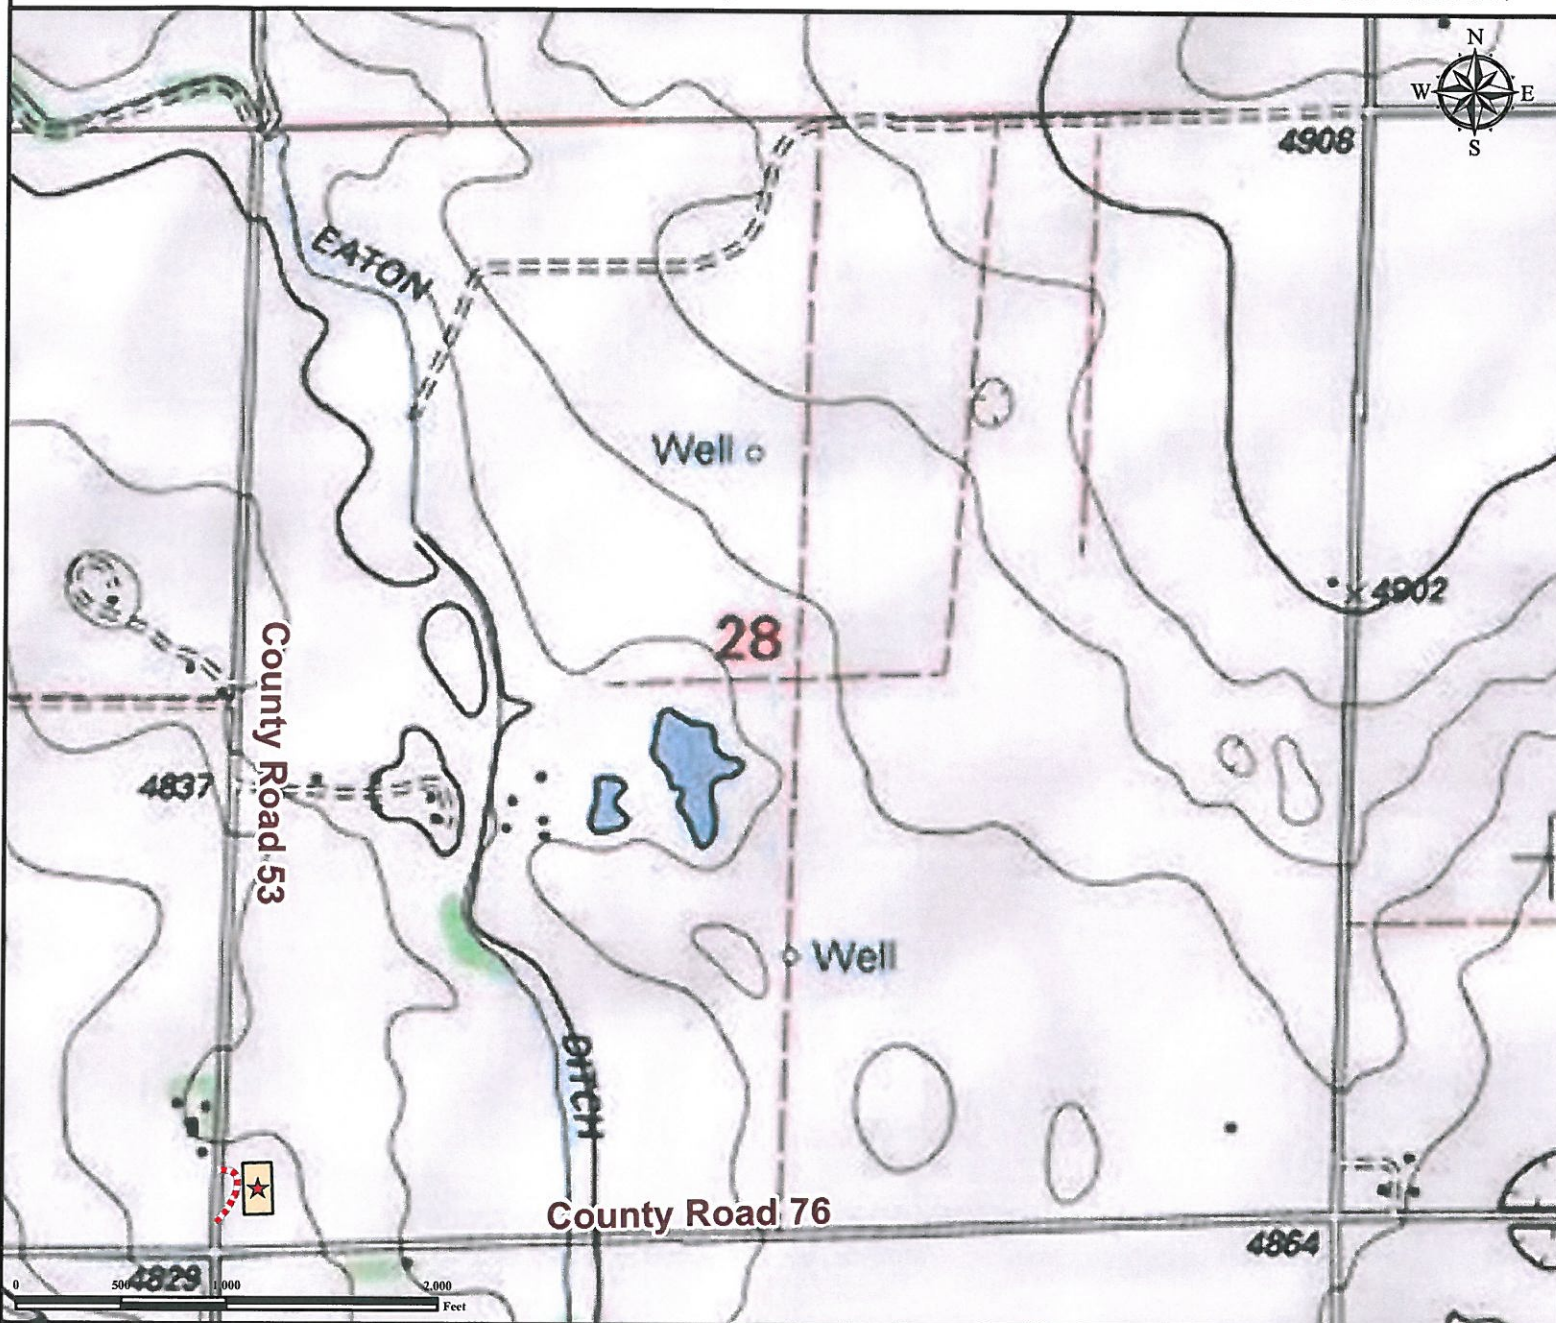 N
W E
S
4908
EATON
Well
4902
28
County Road 53
4837
Well
DITCH
County Road 76
4864
4829
0 500 1,000 2,000
Feet